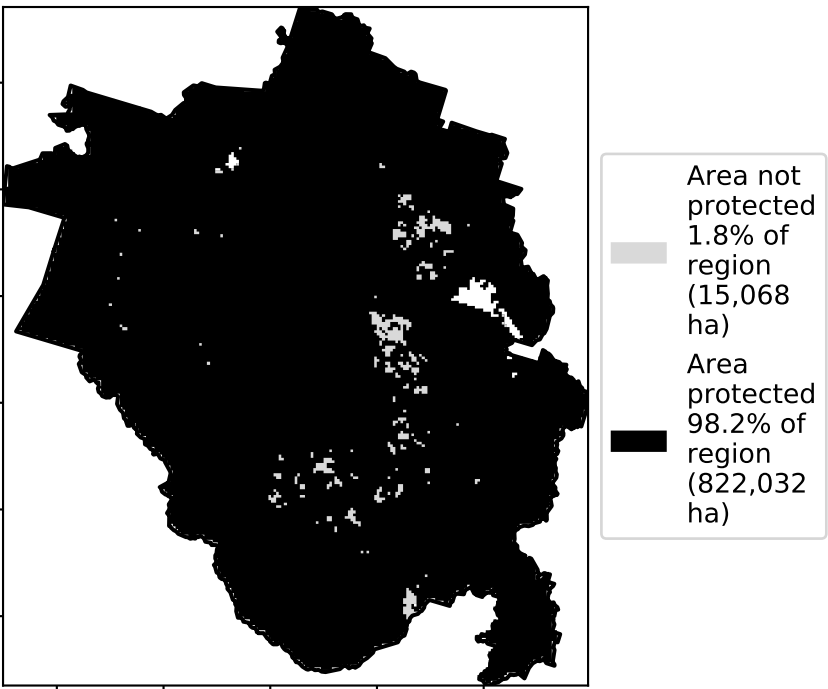 Area not
protected
1.8% of
region
(15,068
ha)
Area
protected
98.2% of
region
(822,032
ha)